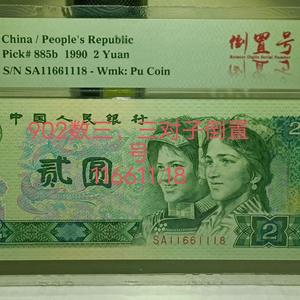 China / People's Republic
Pick# 885b 1990 2 Yuan
S/N SA11661118 - Wmk: Pu Coin
倒置号
中国人民银行
902数三、三对子倒置
号
11661118
贰圆
SA11661118
2